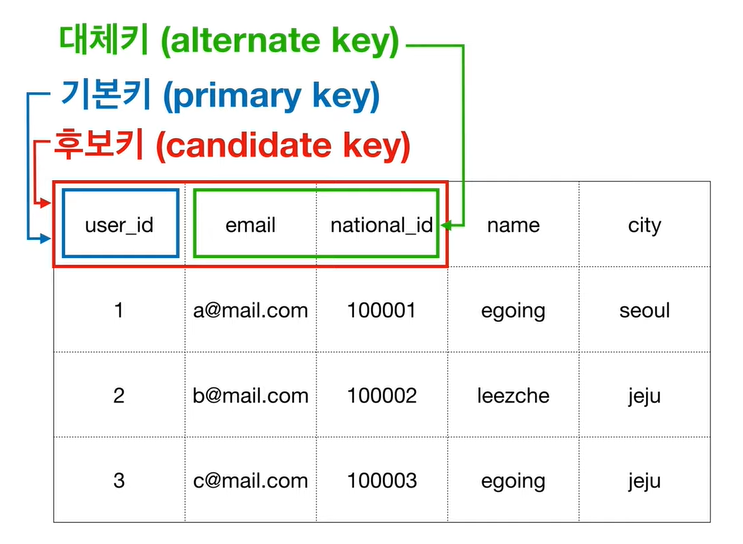 대체키 (alternate key)
기본키 (primary key)
후보키 (candidate key)
user_id email national_id name city
1 a@mail.com 100001 egoing seoul
2 b@mail.com 100002 leezche jeju
3 c@mail.com 100003 egoing jeju